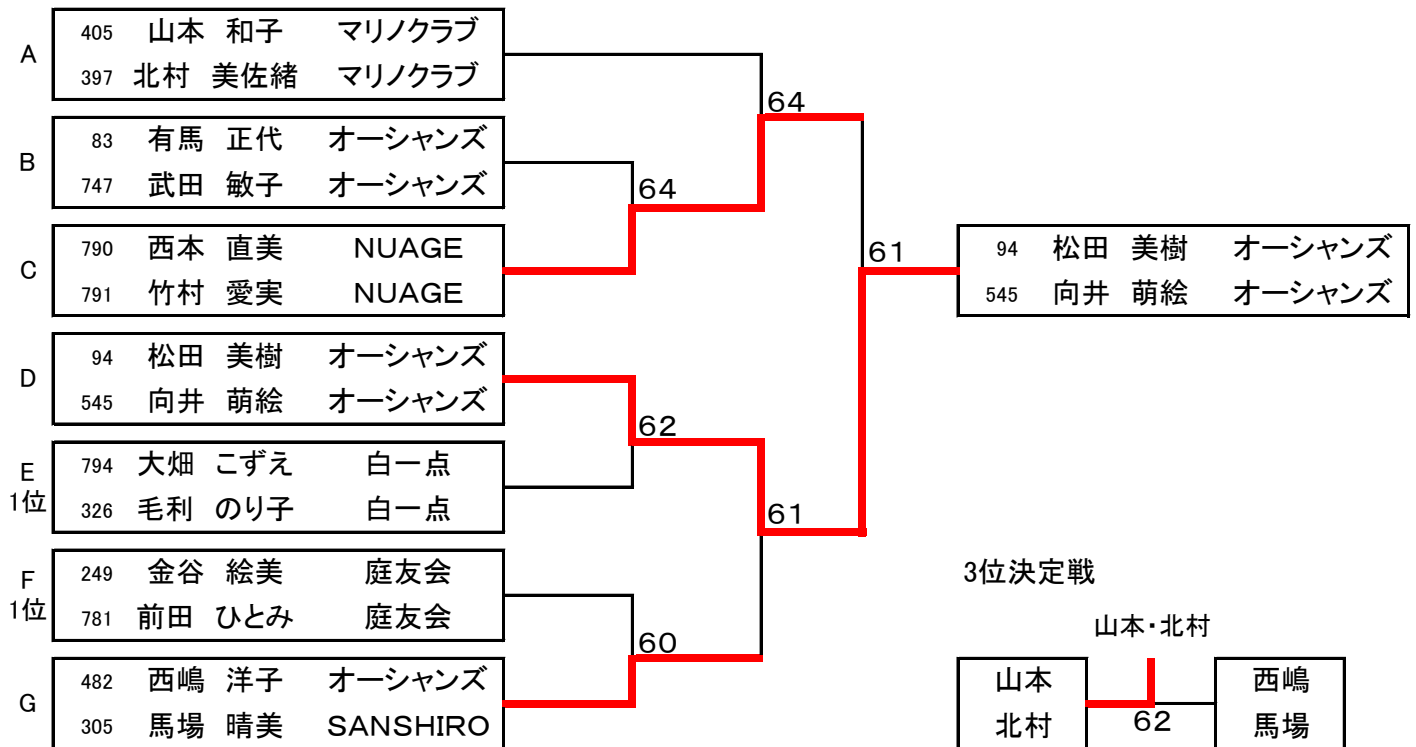 A
405 山本 和子 マリノクラブ
397 北村 美佐緒 マリノクラブ
64
B
83 有馬 正代 オーシャンズ
747 武田 敏子 オーシャンズ
64
C
790 西本 直美 NUAGE
791 竹村 愛実 NUAGE
61
94 松田 美樹 オーシャンズ
545 向井 萌絵 オーシャンズ
D
94 松田 美樹 オーシャンズ
545 向井 萌絵 オーシャンズ
62
E
1位
794 大畑 こずえ 白一点
326 毛利 のり子 白一点
61
F
1位
249 金谷 絵美 庭友会
781 前田 ひとみ 庭友会
60
G
482 西嶋 洋子 オーシャンズ
305 馬場 晴美 SANSHIRO
3位決定戦
山本・北村
山本
北村
62
西嶋
馬場